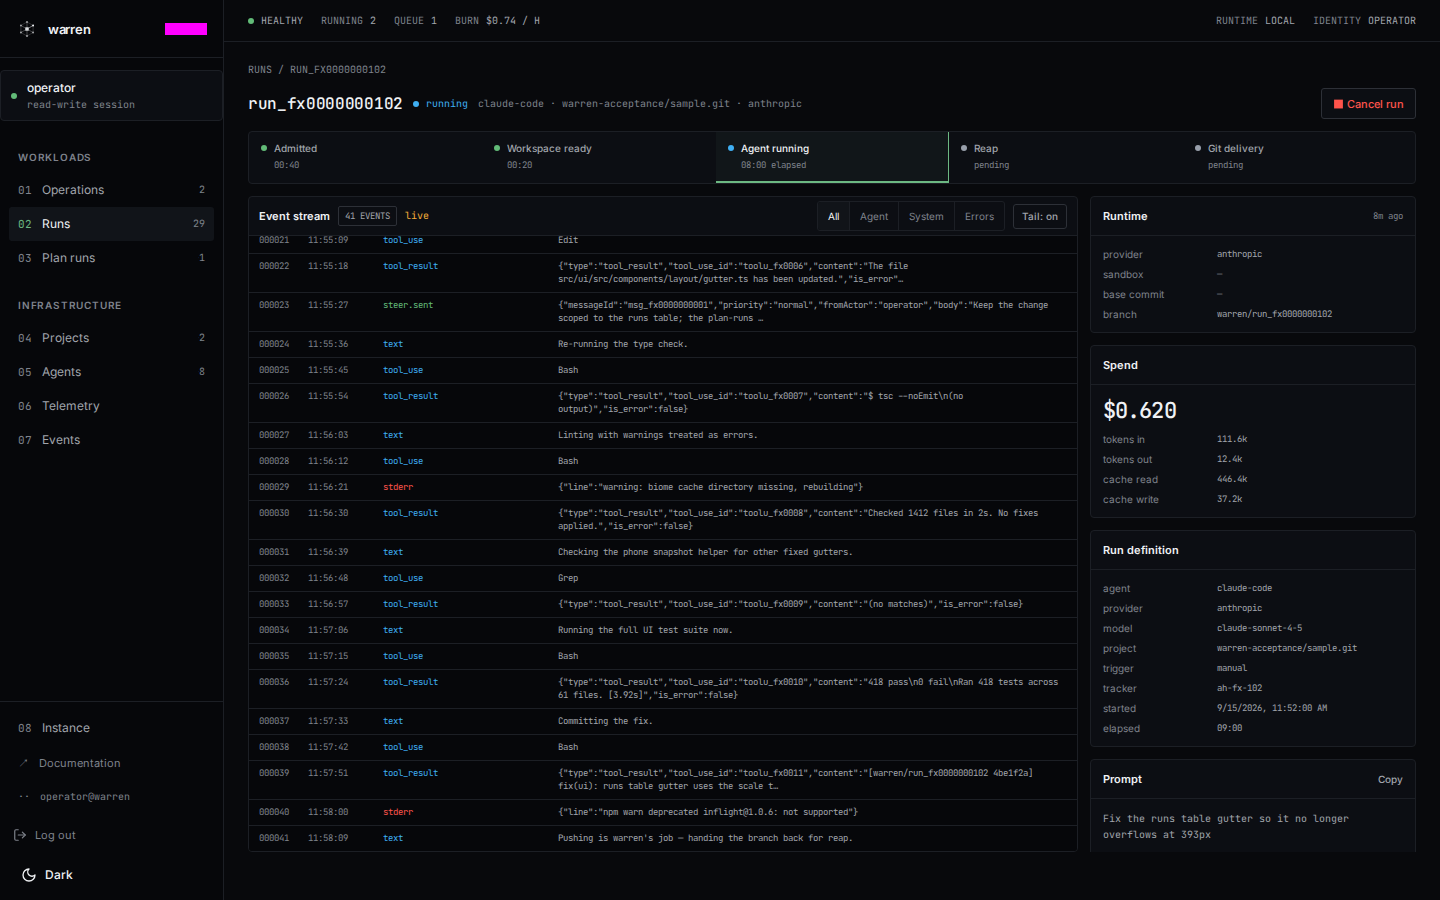 warren
operator
read-write session
WORKLOADS
01 Operations 2
02 Runs 29
03 Plan runs 1
INFRASTRUCTURE
04 Projects 2
05 Agents 8
06 Telemetry
07 Events
08 Instance
Documentation
operator@warren
Log out
Dark
HEALTHY RUNNING 2 QUEUE 1 BURN $0.74 / H
RUNTIME LOCAL IDENTITY OPERATOR
RUNS / RUN_FX0000000102
run_fx0000000102 running claude-code · warren-acceptance/sample.git · anthropic
Cancel run
Admitted
00:40
Workspace ready
00:20
Agent running
08:00 elapsed
Reap
pending
Git delivery
pending
Event stream 41 EVENTS live
All Agent System Errors Tail: on
000021 11:55:09 tool_use Edit
000022 11:55:18 tool_result {"type":"tool_result","tool_use_id":"toolu_fx0006","content":"The file
src/ui/src/components/layout/gutter.ts has been updated.","is_error"…
000023 11:55:27 steer.sent {"messageId":"msg_fx0000000001","priority":"normal","fromActor":"operator","body":"Keep the change
scoped to the runs table; the plan-runs …
000024 11:55:36 text Re-running the type check.
000025 11:55:45 tool_use Bash
000026 11:55:54 tool_result {"type":"tool_result","tool_use_id":"toolu_fx0007","content":"$ tsc --noEmit\n(no
output)","is_error":false}
000027 11:56:03 text Linting with warnings treated as errors.
000028 11:56:12 tool_use Bash
000029 11:56:21 stderr {"line":"warning: biome cache directory missing, rebuilding"}
000030 11:56:30 tool_result {"type":"tool_result","tool_use_id":"toolu_fx0008","content":"Checked 1412 files in 2s. No fixes
applied.","is_error":false}
000031 11:56:39 text Checking the phone snapshot helper for other fixed gutters.
000032 11:56:48 tool_use Grep
000033 11:56:57 tool_result {"type":"tool_result","tool_use_id":"toolu_fx0009","content":"(no matches)","is_error":false}
000034 11:57:06 text Running the full UI test suite now.
000035 11:57:15 tool_use Bash
000036 11:57:24 tool_result {"type":"tool_result","tool_use_id":"toolu_fx0010","content":"418 pass\n0 fail\nRan 418 tests across
61 files. [3.92s]","is_error":false}
000037 11:57:33 text Committing the fix.
000038 11:57:42 tool_use Bash
000039 11:57:51 tool_result {"type":"tool_result","tool_use_id":"toolu_fx0011","content":"[warren/run_fx0000000102 4be1f2a]
fix(ui): runs table gutter uses the scale t…
000040 11:58:00 stderr {"line":"npm warn deprecated inflight@1.0.6: not supported"}
000041 11:58:09 text Pushing is warren's job — handing the branch back for reap.
Runtime 8m ago
provider anthropic
sandbox —
base commit —
branch warren/run_fx0000000102
Spend
$0.620
tokens in 111.6k
tokens out 12.4k
cache read 446.4k
cache write 37.2k
Run definition
agent claude-code
provider anthropic
model claude-sonnet-4-5
project warren-acceptance/sample.git
trigger manual
tracker ah-fx-102
started 9/15/2026, 11:52:00 AM
elapsed 09:00
Prompt Copy
Fix the runs table gutter so it no longer
overflows at 393px